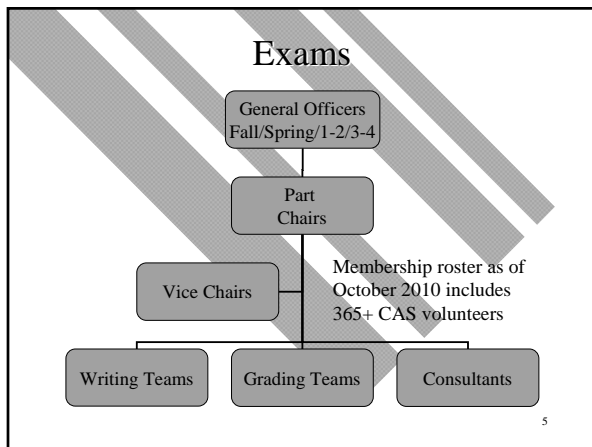 Exams
General Officers
Fall/Spring/1-2/3-4
Part
Chairs
Vice Chairs
Membership roster as of
October 2010 includes
365+ CAS volunteers
Writing Teams
Grading Teams
Consultants
5